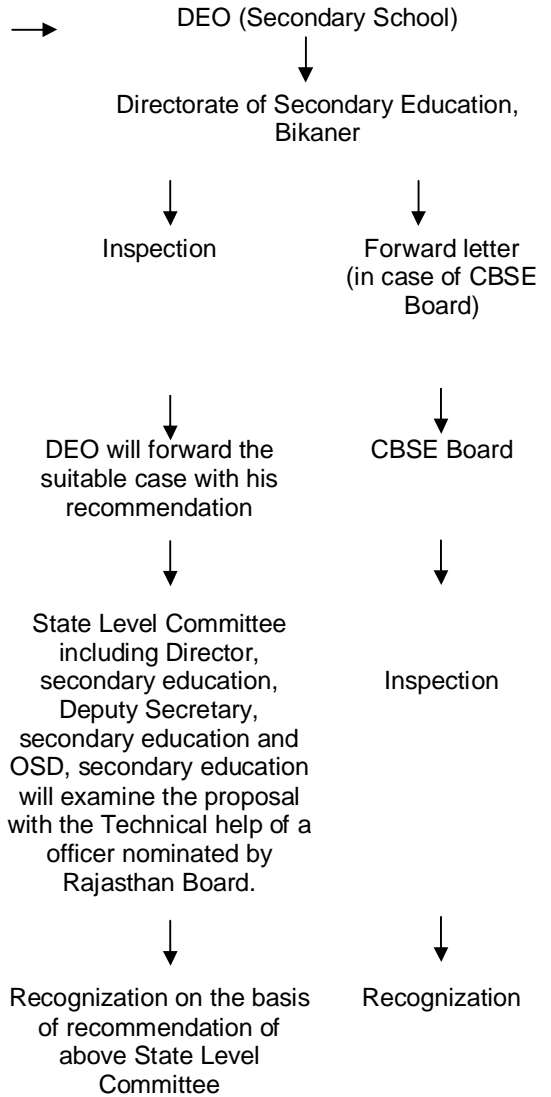 DEO (Secondary School)
Directorate of Secondary Education,
Bikaner
Inspection
Forward letter
(in case of CBSE
Board)
DEO will forward the
suitable case with his
recommendation
CBSE Board
State Level Committee
including Director,
secondary education,
Deputy Secretary,
secondary education and
OSD, secondary education
will examine the proposal
with the Technical help of a
officer nominated by
Rajasthan Board.
Inspection
Recognization on the basis
of recommendation of
above State Level
Committee
Recognization